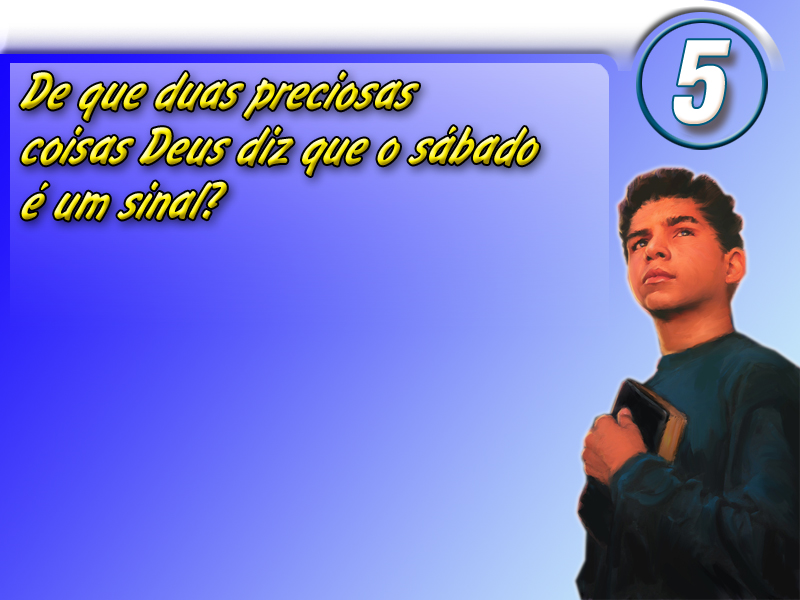 De que duas preciosas
coisas Deus diz que o sábado
é um sinal?
5